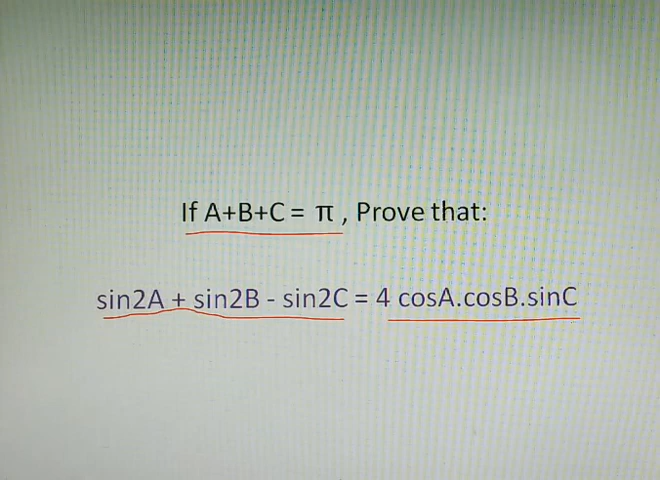 If A+B+C = π , Prove that:
sin2A + sin2B - sin2C = 4 cosA.cosB.sinC